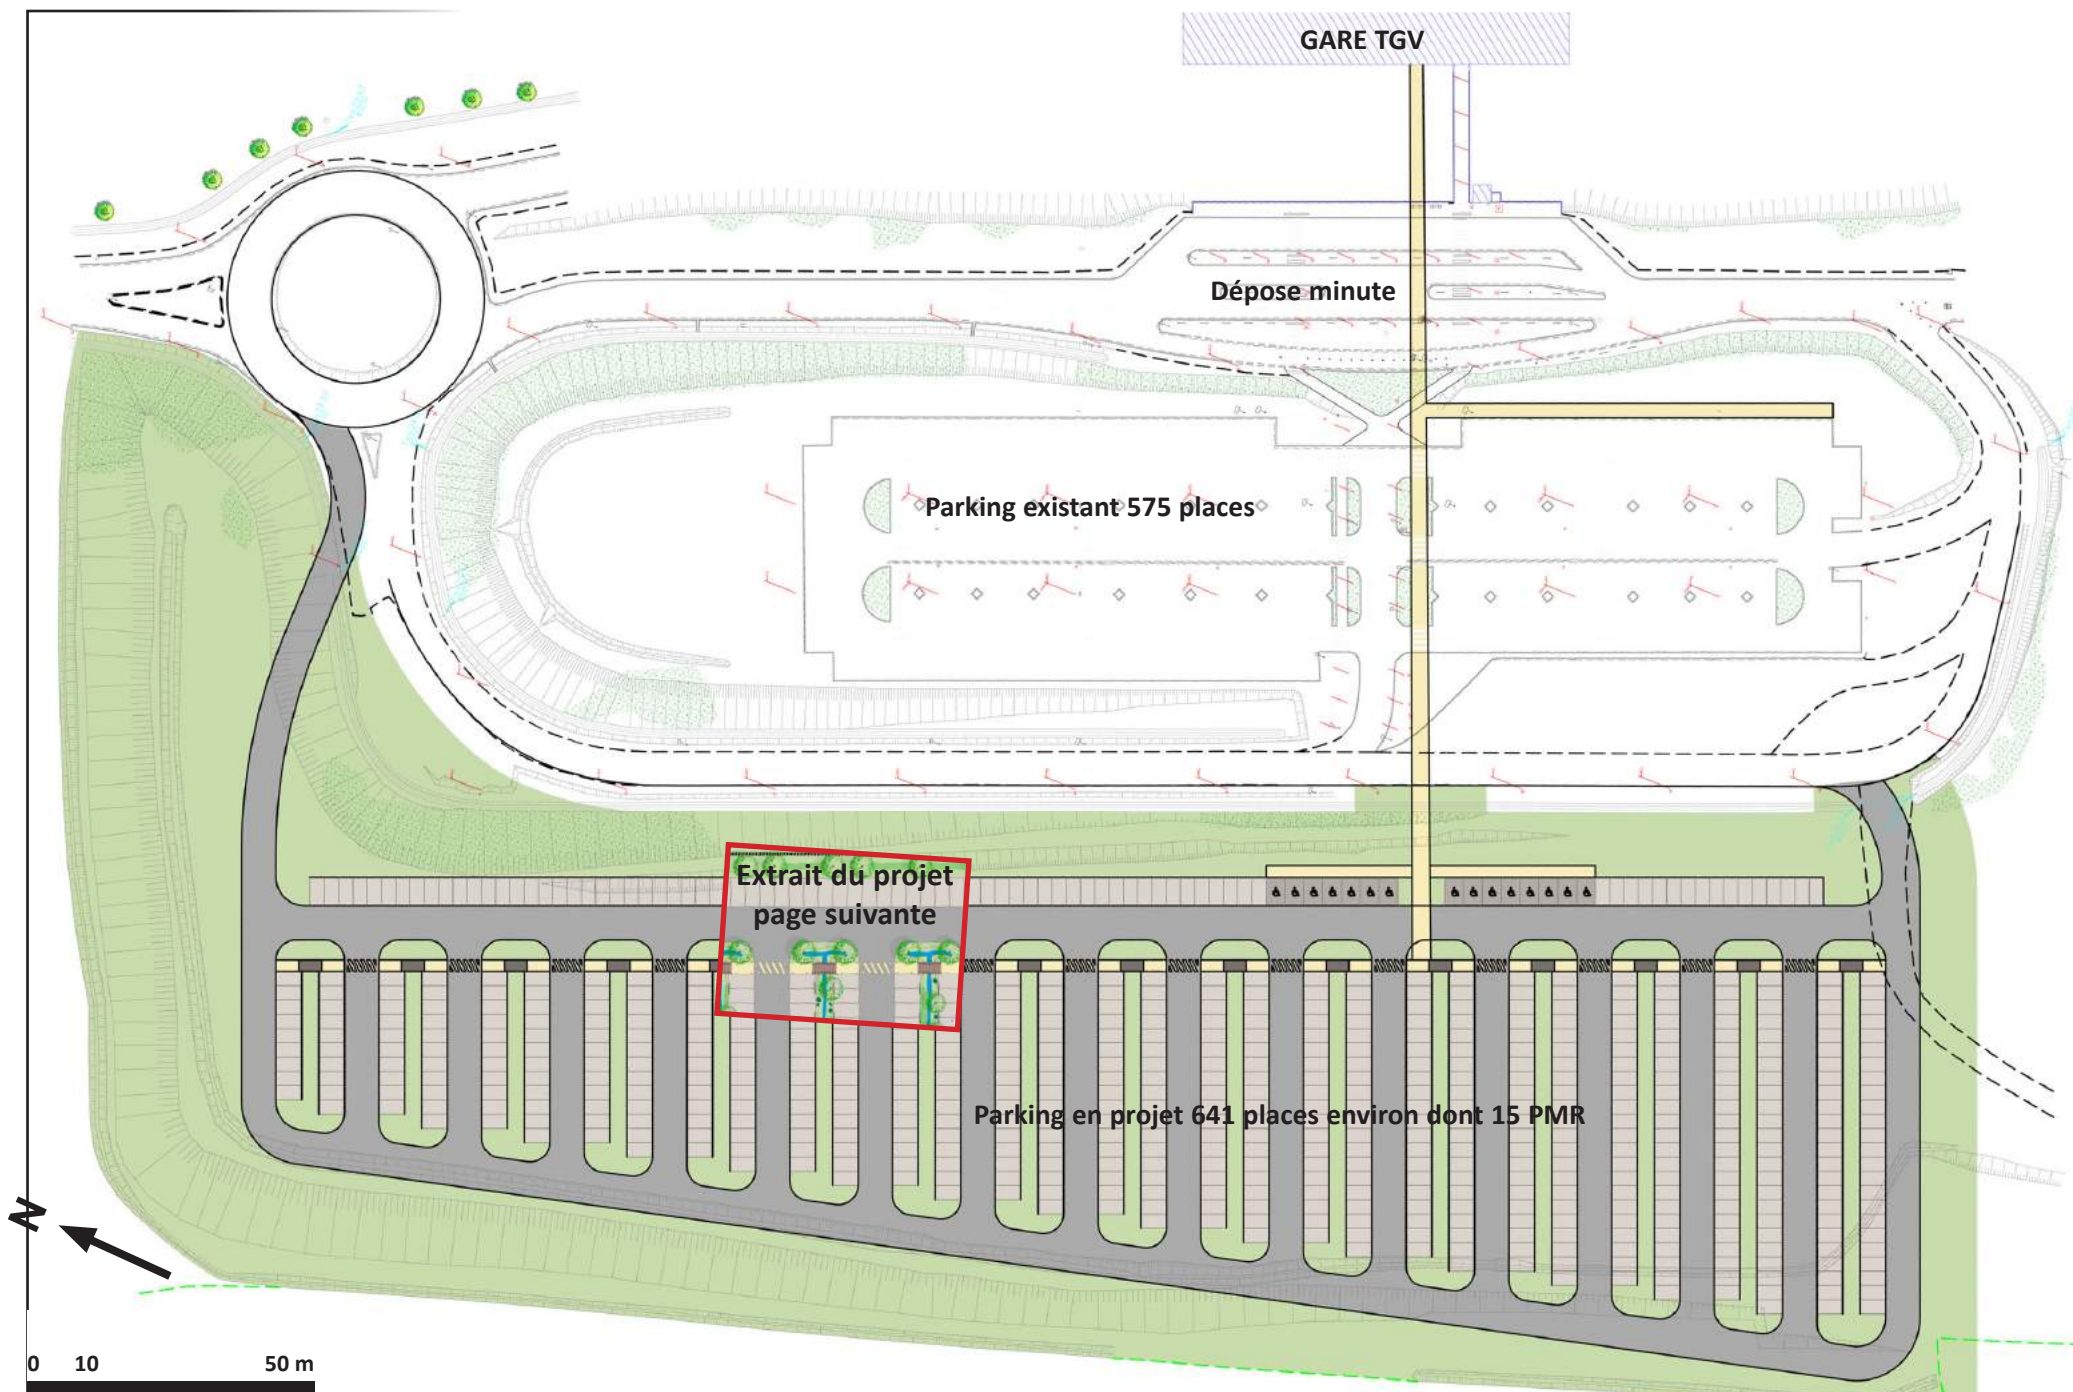 GARE TGV
Dépose minute
Parking existant 575 places
Extrait du projet
page suivante
Parking en projet 641 places environ dont 15 PMR
N
0 10 50 m